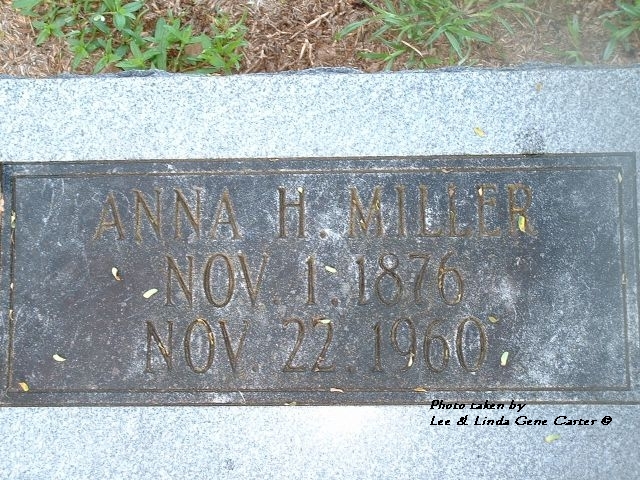 ANNA H. MILLER
NOV. 1, 1876
NOV. 22, 1960
Photo taken by
Lee & Linda Gene Carter ©